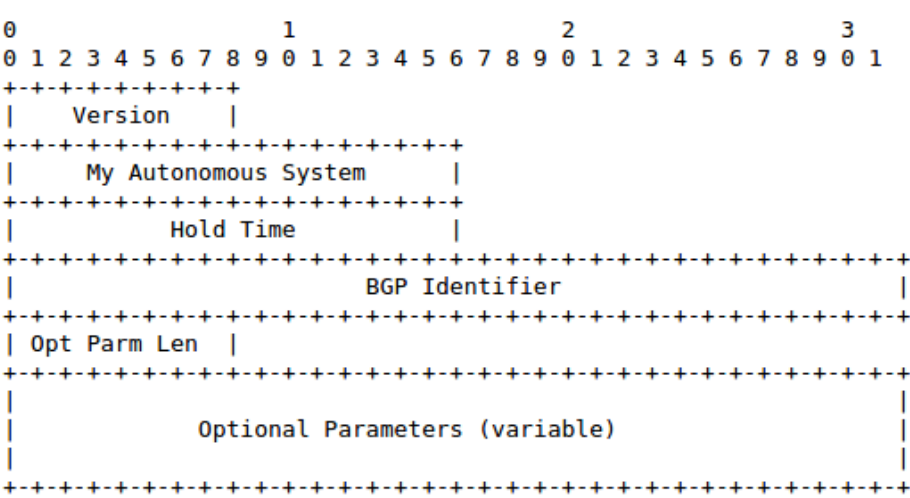 0                   1                   2                   3
0 1 2 3 4 5 6 7 8 9 0 1 2 3 4 5 6 7 8 9 0 1 2 3 4 5 6 7 8 9 0 1
+-+-+-+-+-+-+-+-+
|    Version    |
+-+-+-+-+-+-+-+-+-+-+-+-+-+-+-+-+
|     My Autonomous System      |
+-+-+-+-+-+-+-+-+-+-+-+-+-+-+-+-+
|           Hold Time           |
+-+-+-+-+-+-+-+-+-+-+-+-+-+-+-+-+-+-+-+-+-+-+-+-+-+-+-+-+-+-+-+-+
|                         BGP Identifier                        |
+-+-+-+-+-+-+-+-+-+-+-+-+-+-+-+-+-+-+-+-+-+-+-+-+-+-+-+-+-+-+-+-+
| Opt Parm Len  |
+-+-+-+-+-+-+-+-+-+-+-+-+-+-+-+-+-+-+-+-+-+-+-+-+-+-+-+-+-+-+-+-+
|                                                               |
|             Optional Parameters (variable)                    |
|                                                               |
+-+-+-+-+-+-+-+-+-+-+-+-+-+-+-+-+-+-+-+-+-+-+-+-+-+-+-+-+-+-+-+-+